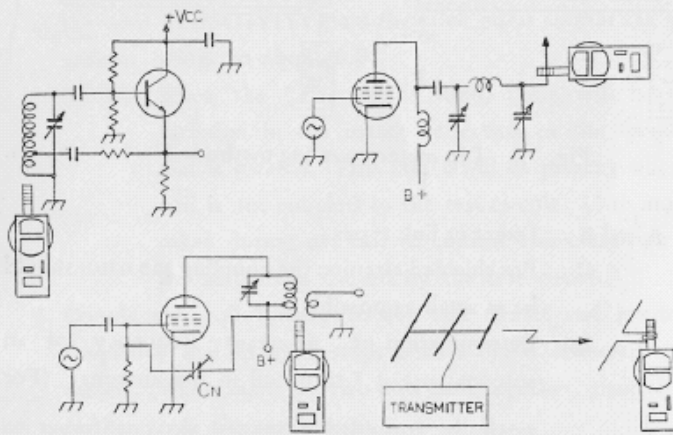 +VCC
B+
B+
CN
TRANSMITTER